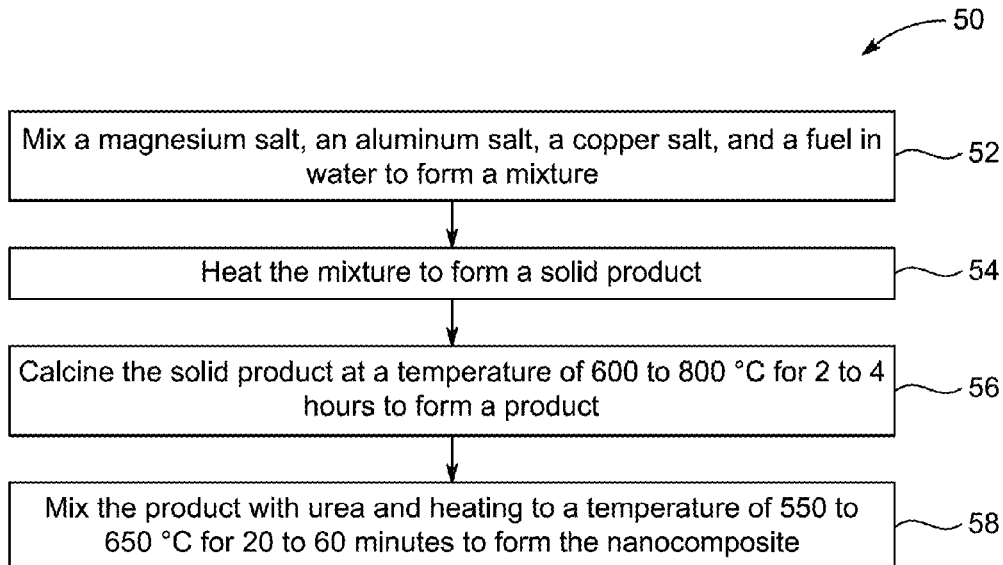 50
Mix a magnesium salt, an aluminum salt, a copper salt, and a fuel in
water to form a mixture
52
Heat the mixture to form a solid product
54
Calcine the solid product at a temperature of 600 to 800 °C for 2 to 4
hours to form a product
56
Mix the product with urea and heating to a temperature of 550 to
650 °C for 20 to 60 minutes to form the nanocomposite
58